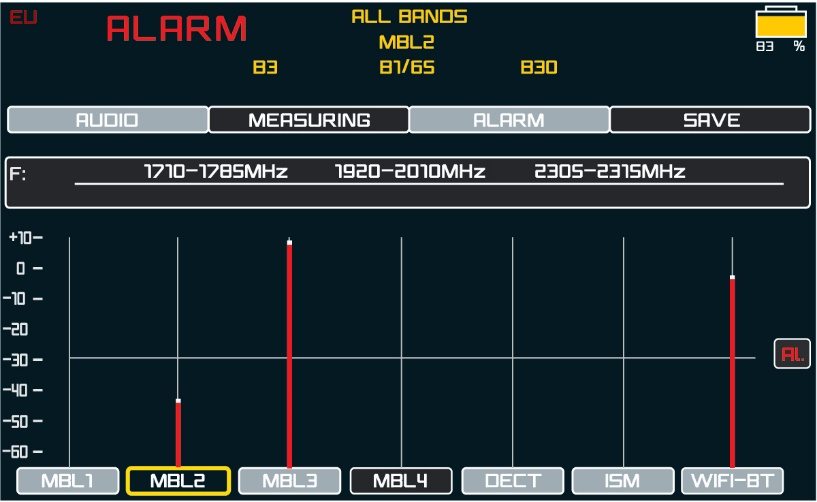 EU
ALARM
ALL BANDS
MBL2
B3 B1/65 B30
83 %
AUDIO MEASURING ALARM SAVE
F: 1710-1785MHz 1920-2010MHz 2305-2315MHz
+10
0
-10
-20
-30
AL.
-40
-50
-60
MBL1 MBL2 MBL3 MBL4 DECT ISM WIFI-BT